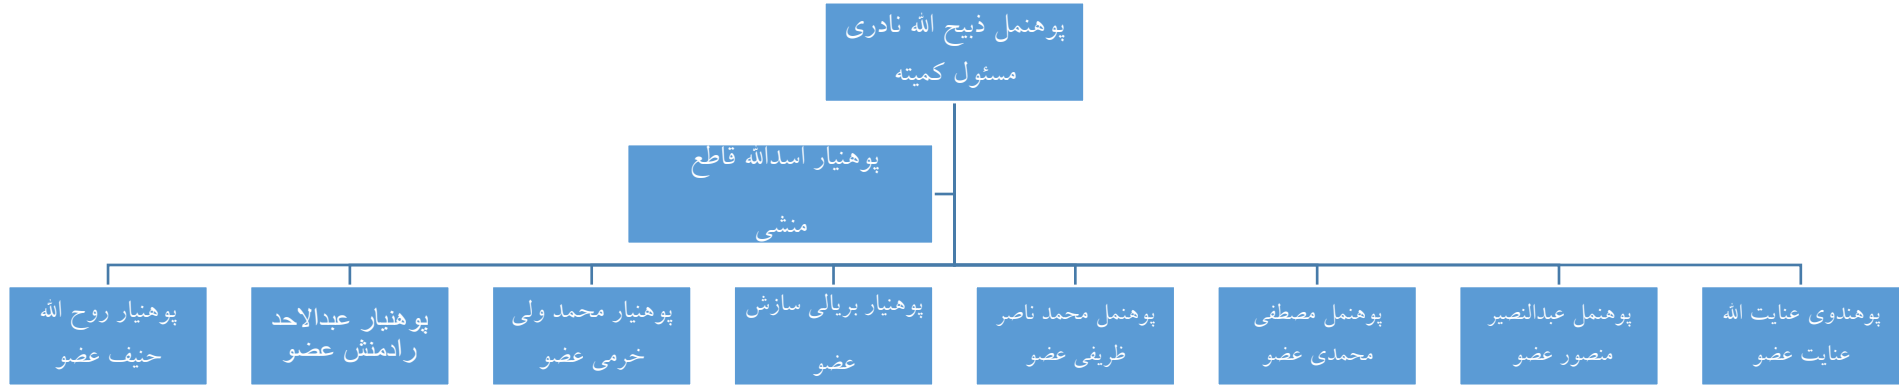 پوهنمل ذبیح الله نادری
مسئول کمیته
پوهنیار اسدالله قاطع
منشی
پوهندوی عنایت الله
عنایت عضو
پوهنمل عبدالنصیر
منصور عضو
پوهنمل مصطفی
محمدی عضو
پوهنمل محمد ناصر
ظریفی عضو
پوهنیار بریالی سازش
عضو
پوهنیار محمد ولی
خرمی عضو
پوهنیار عبدالاحد
رادمنش عضو
پوهنیار روح الله
حنیف عضو